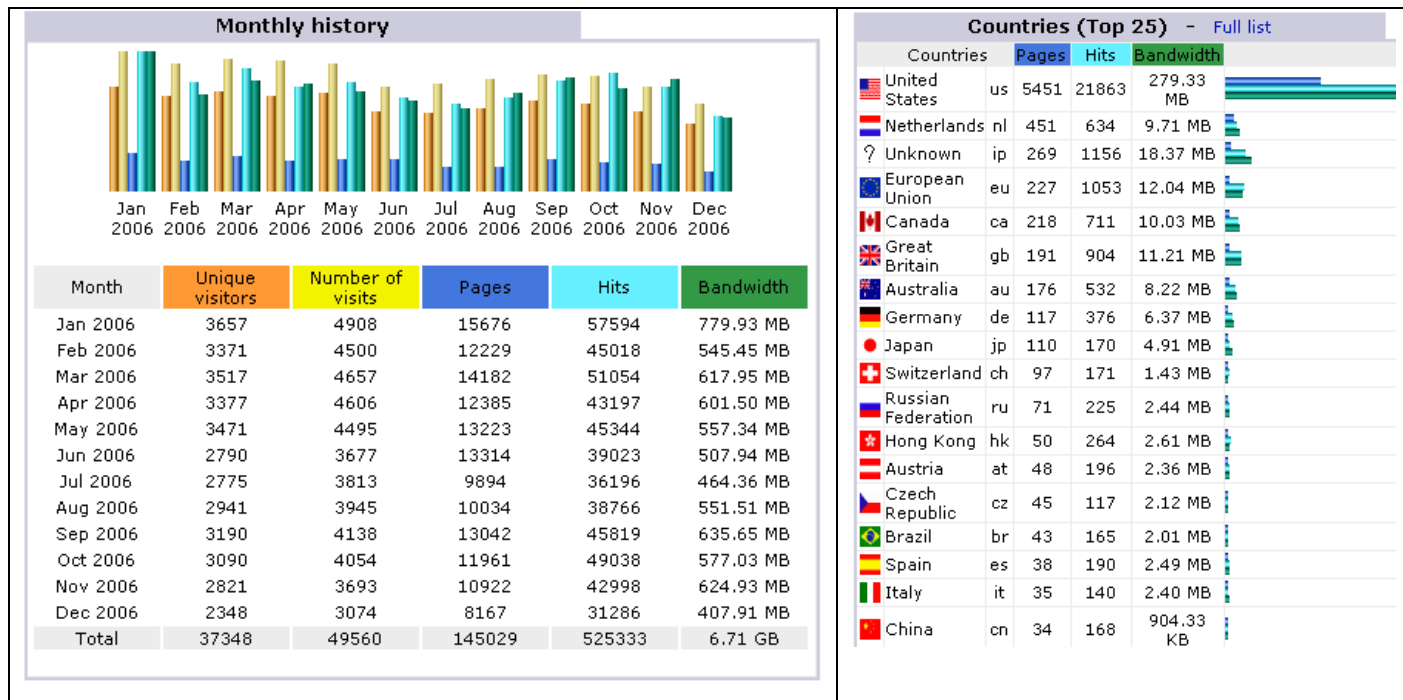 Monthly history
Jan Feb Mar Apr May Jun Jul Aug Sep Oct Nov Dec
2006 2006 2006 2006 2006 2006 2006 2006 2006 2006 2006 2006
Month Unique visitors Number of visits Pages Hits Bandwidth
Jan 2006 3657 4908 15676 57594 779.93 MB
Feb 2006 3371 4500 12229 45018 545.45 MB
Mar 2006 3517 4657 14182 51054 617.95 MB
Apr 2006 3377 4606 12385 43197 601.50 MB
May 2006 3471 4495 13223 45344 557.34 MB
Jun 2006 2790 3677 13314 39023 507.94 MB
Jul 2006 2775 3813 9894 36196 464.36 MB
Aug 2006 2941 3945 10034 38766 551.51 MB
Sep 2006 3190 4138 13042 45819 635.65 MB
Oct 2006 3090 4054 11961 49038 577.03 MB
Nov 2006 2821 3693 10922 42998 624.93 MB
Dec 2006 2348 3074 8167 31286 407.91 MB
Total 37348 49560 145029 525333 6.71 GB
Countries (Top 25) - Full list
Countries Pages Hits Bandwidth
United States us 5451 21863 279.33 MB
Netherlands nl 451 634 9.71 MB
? Unknown ip 269 1156 18.37 MB
European Union eu 227 1053 12.04 MB
Canada ca 218 711 10.03 MB
Great Britain gb 191 904 11.21 MB
Australia au 176 532 8.22 MB
Germany de 117 376 6.37 MB
Japan jp 110 170 4.91 MB
Switzerland ch 97 171 1.43 MB
Russian Federation ru 71 225 2.44 MB
Hong Kong hk 50 264 2.61 MB
Austria at 48 196 2.36 MB
Czech Republic cz 45 117 2.12 MB
Brazil br 43 165 2.01 MB
Spain es 38 190 2.49 MB
Italy it 35 140 2.40 MB
China cn 34 168 904.33 KB